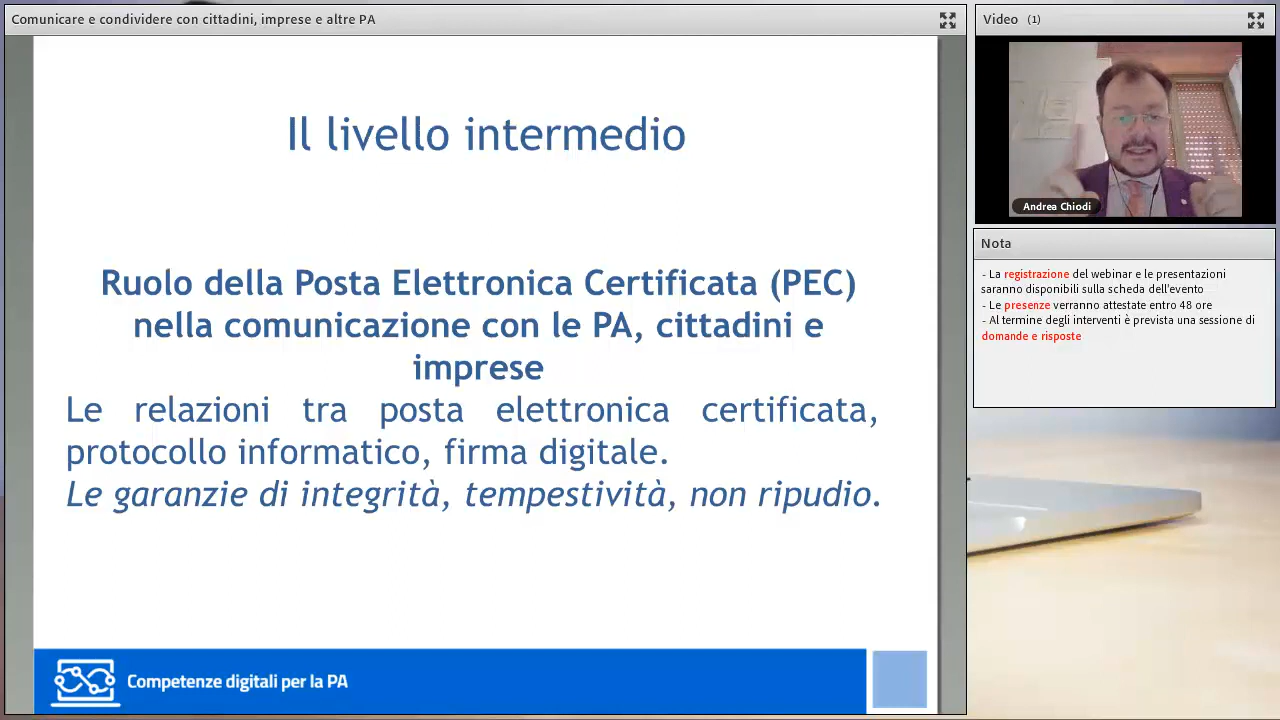 Comunicare e condividere con cittadini, imprese e altre PA
Il livello intermedio
Ruolo della Posta Elettronica Certificata (PEC)
nella comunicazione con le PA, cittadini e
imprese
Le relazioni tra posta elettronica certificata,
protocollo informatico, firma digitale.
Le garanzie di integrità, tempestività, non ripudio.
Competenze digitali per la PA
Video (1)
Andrea Chiodi
Nota
- La registrazione del webinar e le presentazioni
saranno disponibili sulla scheda dell'evento
- Le presenze verranno attestate entro 48 ore
- Al termine degli interventi è prevista una sessione di
domande e risposte